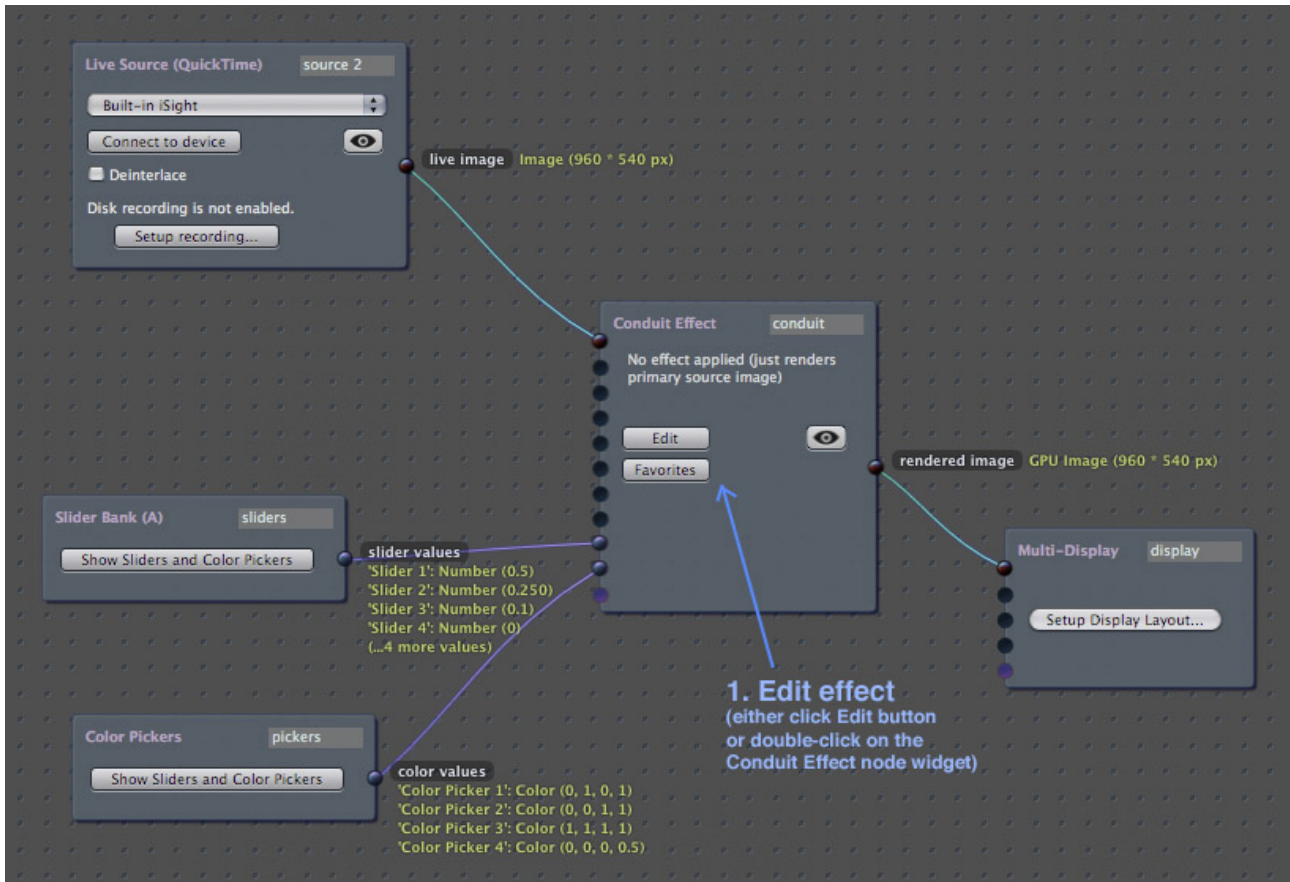 Live Source (QuickTime) source 2
Built-in iSight
Connect to device
Deinterlace
Disk recording is not enabled.
Setup recording...
live image Image (960 * 540 px)
Conduit Effect conduit
No effect applied (just renders
primary source image)
Edit
Favorites
rendered image GPU Image (960 * 540 px)
Slider Bank (A) sliders
Show Sliders and Color Pickers
slider values
'Slider 1': Number (0.5)
'Slider 2': Number (0.250)
'Slider 3': Number (0.1)
'Slider 4': Number (0)
(...4 more values)
Multi-Display display
Setup Display Layout...
1. Edit effect
(either click Edit button
or double-click on the
Conduit Effect node widget)
Color Pickers pickers
Show Sliders and Color Pickers
color values
'Color Picker 1': Color (0, 1, 0, 1)
'Color Picker 2': Color (0, 0, 1, 1)
'Color Picker 3': Color (1, 1, 1, 1)
'Color Picker 4': Color (0, 0, 0, 0.5)